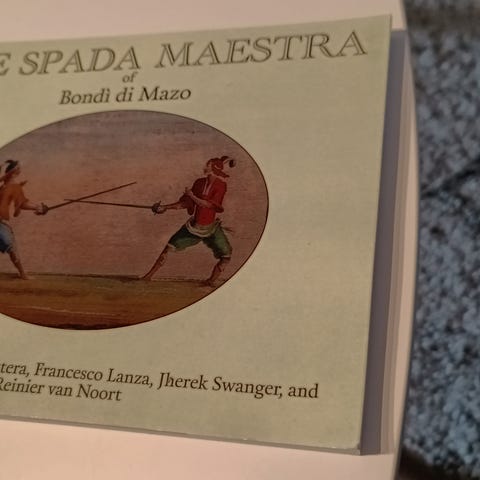 E SPADA MAESTRA
of
Bondì di Mazo
tera, Francesco Lanza, Jherek Swanger, and
Reinier van Noort